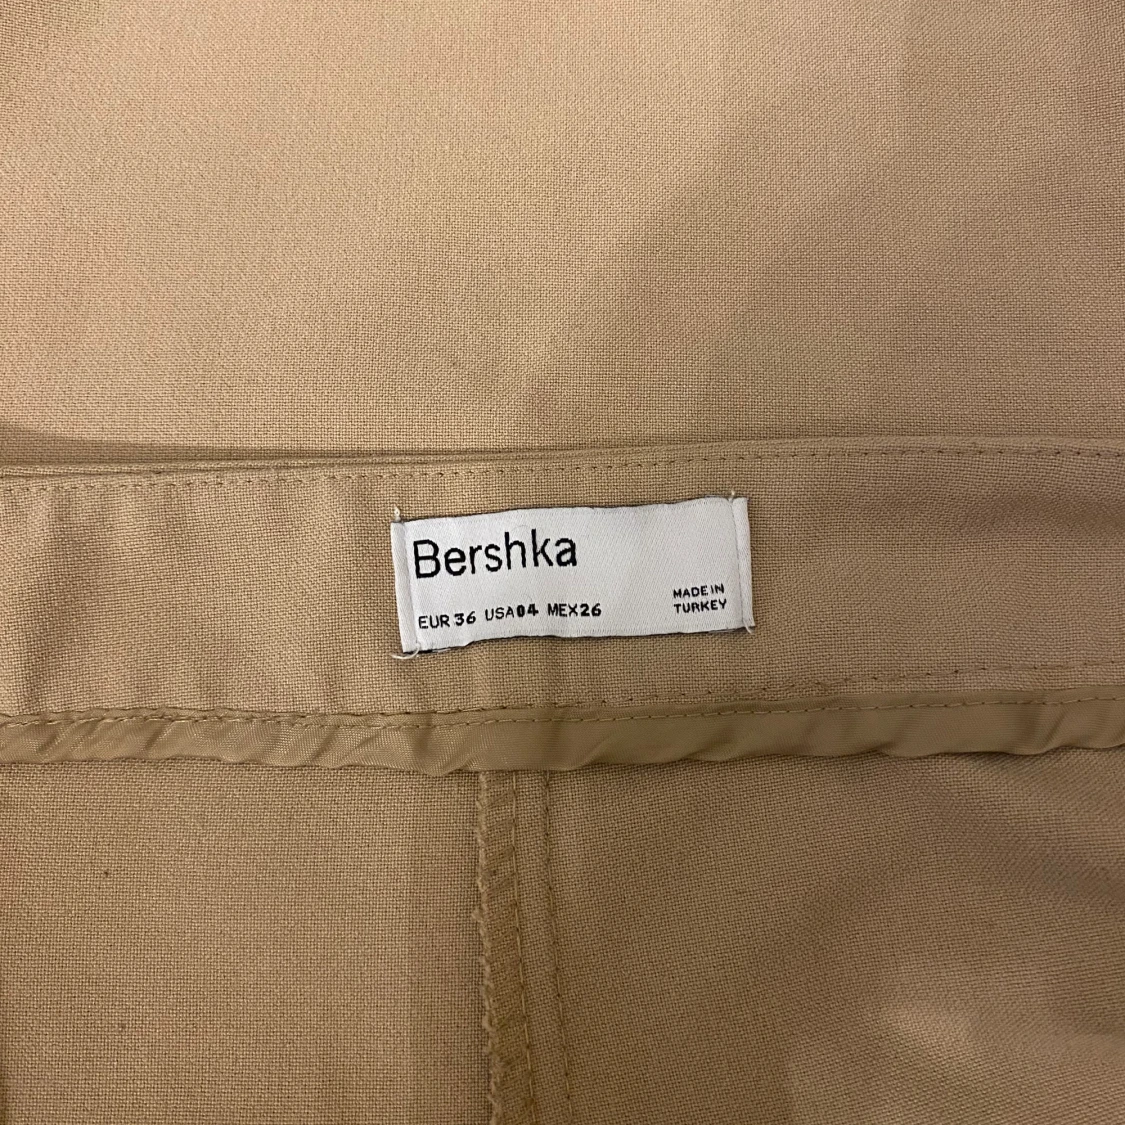 Bershka
EUR 36 USA04 MEX26
MADE IN
TURKEY